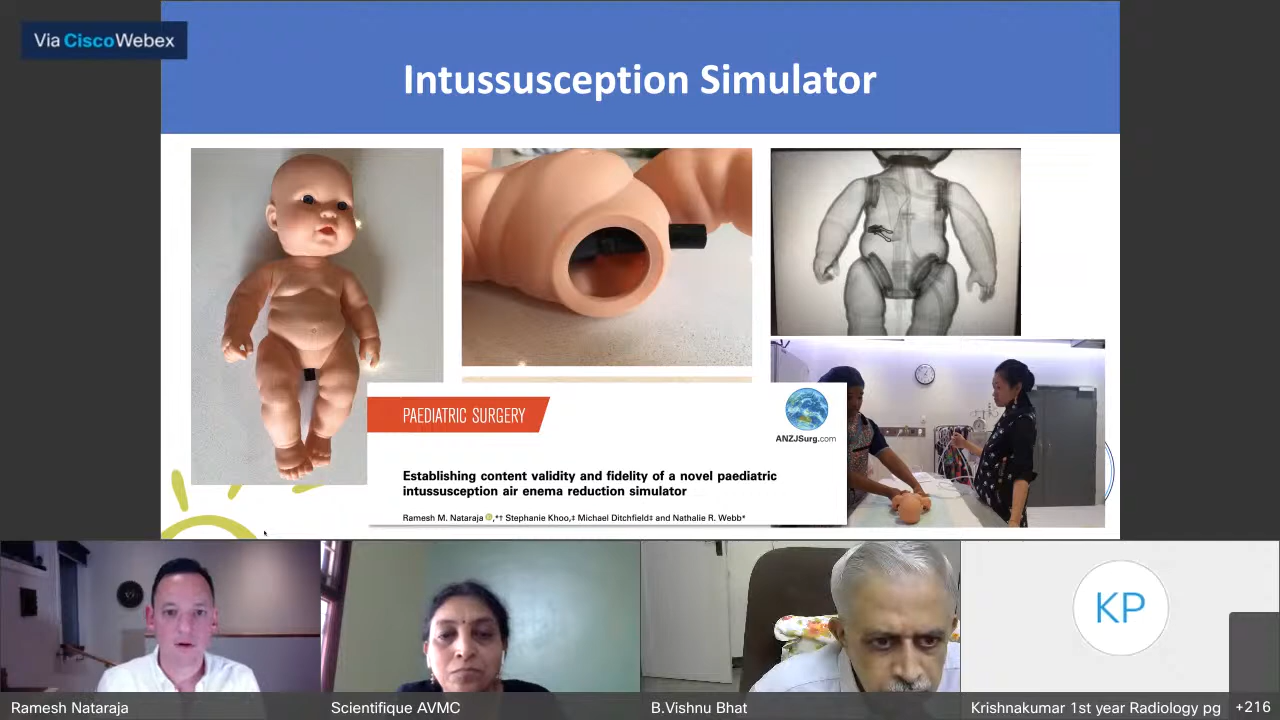 Via CiscoWebex
Intussusception Simulator
PAEDIATRIC SURGERY
ANZJSurg.com
Establishing content validity and fidelity of a novel paediatric
intussusception air enema reduction simulator
Ramesh M. Nataraja ,*† Stephanie Khoo,‡ Michael Ditchfield‡ and Nathalie R. Webb*
KP
Ramesh Nataraja
Scientifique AVMC
B.Vishnu Bhat
Krishnakumar 1st year Radiology pg
+216